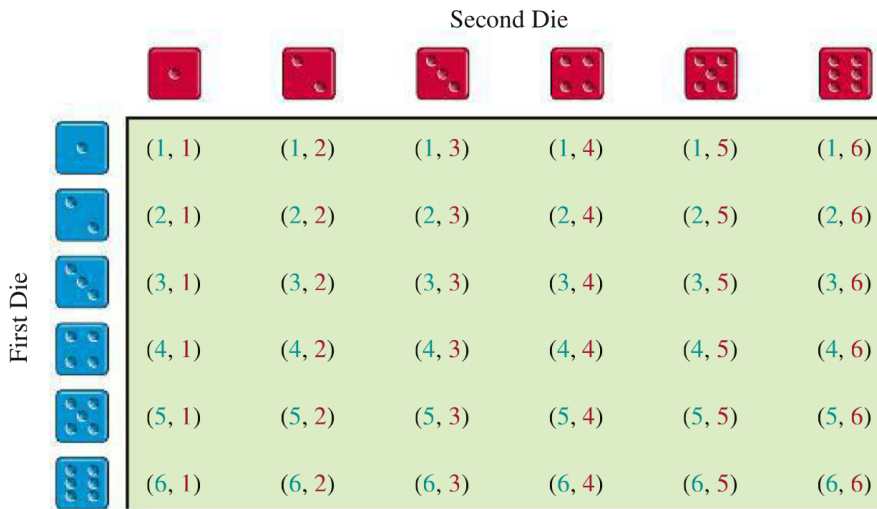 Second Die
First Die
(1, 1) (1, 2) (1, 3) (1, 4) (1, 5) (1, 6)
(2, 1) (2, 2) (2, 3) (2, 4) (2, 5) (2, 6)
(3, 1) (3, 2) (3, 3) (3, 4) (3, 5) (3, 6)
(4, 1) (4, 2) (4, 3) (4, 4) (4, 5) (4, 6)
(5, 1) (5, 2) (5, 3) (5, 4) (5, 5) (5, 6)
(6, 1) (6, 2) (6, 3) (6, 4) (6, 5) (6, 6)